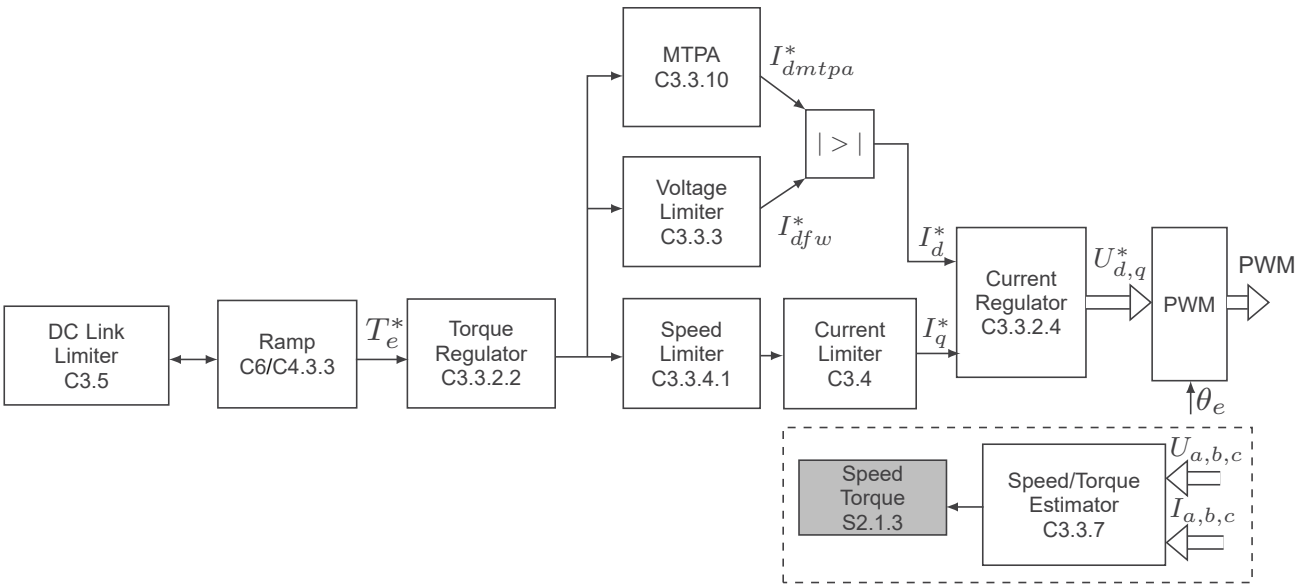 MTPA
C3.3.10
I*dmtpa
| > |
Voltage
Limiter
C3.3.3
I*dfw
DC Link
Limiter
C3.5
Ramp
C6/C4.3.3
T*e
Torque
Regulator
C3.3.2.2
Speed
Limiter
C3.3.4.1
Current
Limiter
C3.4
I*d
I*q
Current
Regulator
C3.3.2.4
U*d,q
PWM
PWM
θe
Speed
Torque
S2.1.3
Speed/Torque
Estimator
C3.3.7
Ua,b,c
Ia,b,c